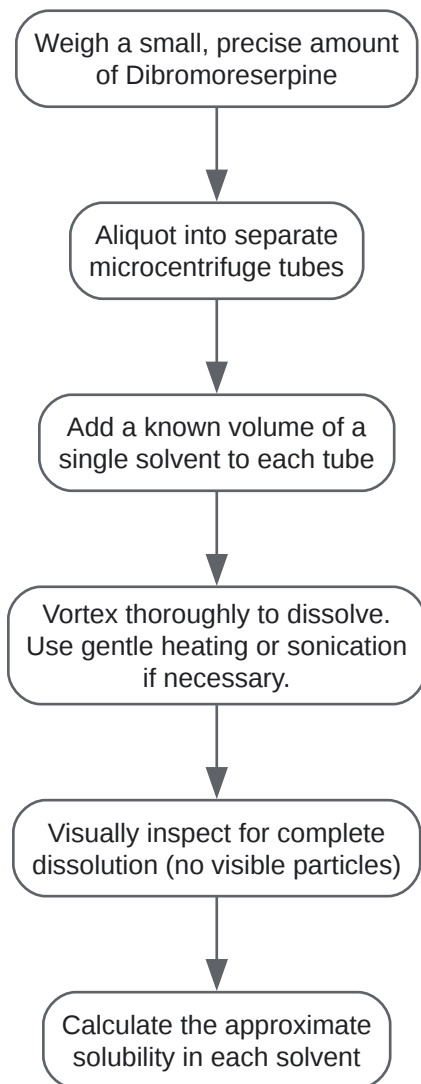 Weigh a small, precise amount
of Dibromoreserpine
Aliquot into separate
microcentrifuge tubes
Add a known volume of a
single solvent to each tube
Vortex thoroughly to dissolve.
Use gentle heating or sonication
if necessary.
Visually inspect for complete
dissolution (no visible particles)
Calculate the approximate
solubility in each solvent